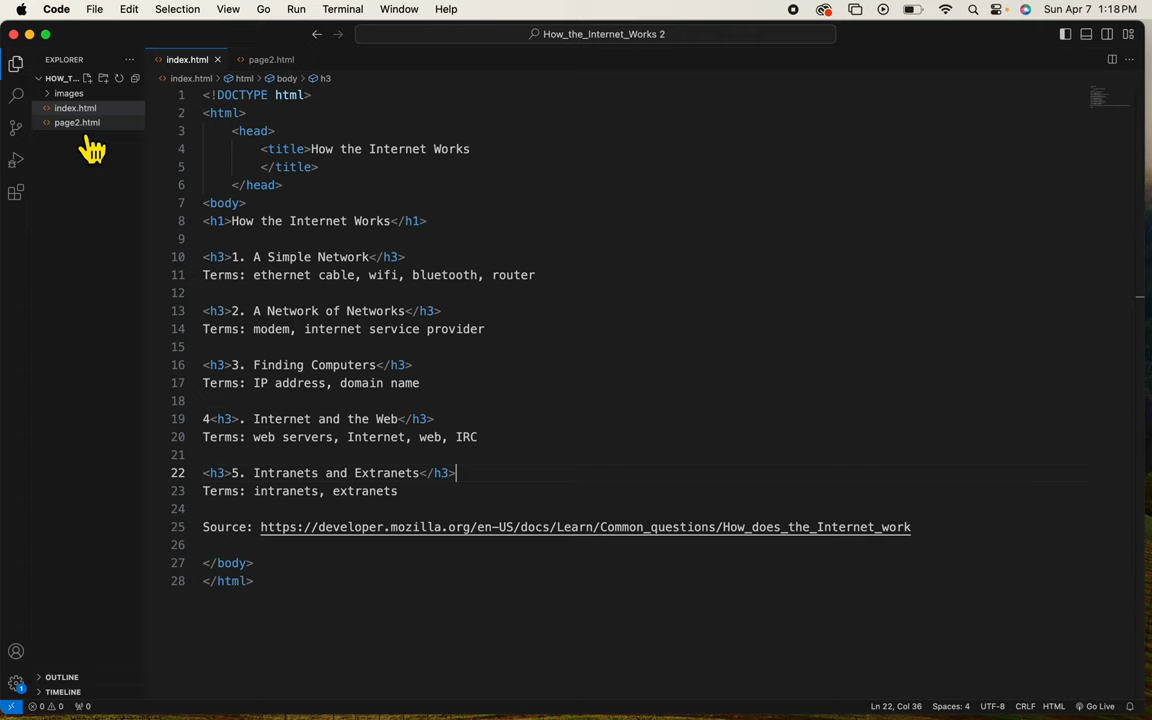 Code File Edit Selection View Go Run Terminal Window Help Sun Apr 7 1:18 PM
How_the_Internet_Works 2
EXPLORER
index.html
page2.html
HOW_T...
index.html > html > body > h3
images
index.html
page2.html
1 <!DOCTYPE html>
2 <html>
3 <head>
4 <title>How the Internet Works
5 </title>
6 </head>
7 <body>
8 <h1>How the Internet Works</h1>
9
10 <h3>1. A Simple Network</h3>
11 Terms: ethernet cable, wifi, bluetooth, router
12
13 <h3>2. A Network of Networks</h3>
14 Terms: modem, internet service provider
15
16 <h3>3. Finding Computers</h3>
17 Terms: IP address, domain name
18
19 4<h3>. Internet and the Web</h3>
20 Terms: web servers, Internet, web, IRC
21
22 <h3>5. Intranets and Extranets</h3>
23 Terms: intranets, extranets
24
25 Source: https://developer.mozilla.org/en-US/docs/Learn/Common_questions/How_does_the_Internet_work
26
27 </body>
28 </html>
OUTLINE
TIMELINE
1
0 0 0 Ln 22, Col 36 Spaces: 4 UTF-8 CRLF HTML Go Live